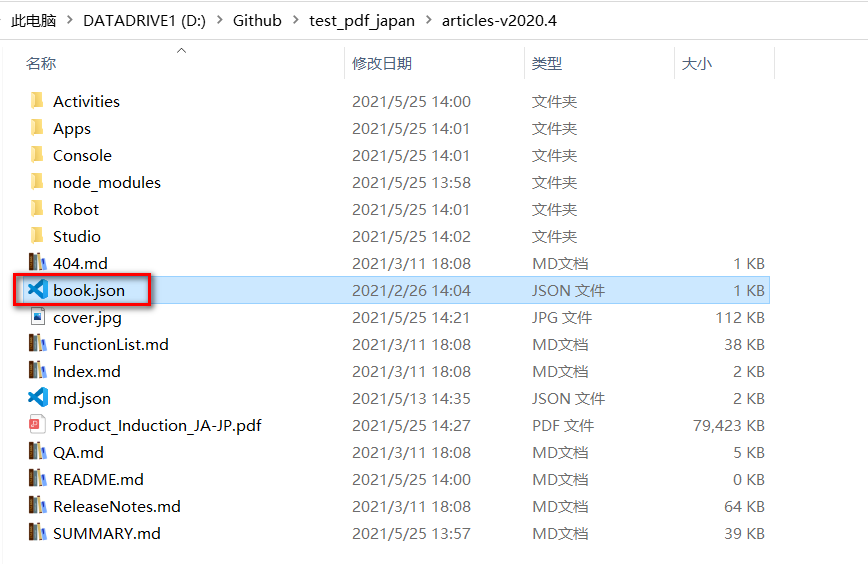 此电脑 > DATADRIVE1 (D:) > Github > test_pdf_japan > articles-v2020.4
名称 修改日期 类型 大小
Activities 2021/5/25 14:00 文件夹
Apps 2021/5/25 14:01 文件夹
Console 2021/5/25 14:01 文件夹
node_modules 2021/5/25 13:58 文件夹
Robot 2021/5/25 14:01 文件夹
Studio 2021/5/25 14:02 文件夹
404.md 2021/3/11 18:08 MD文档 1 KB
book.json 2021/2/26 14:04 JSON 文件 1 KB
cover.jpg 2021/5/25 14:21 JPG 文件 112 KB
FunctionList.md 2021/3/11 18:08 MD文档 38 KB
Index.md 2021/3/11 18:08 MD文档 2 KB
md.json 2021/5/13 14:35 JSON 文件 2 KB
Product_Induction_JA-JP.pdf 2021/5/25 14:27 PDF 文件 79,423 KB
QA.md 2021/3/11 18:08 MD文档 5 KB
README.md 2021/5/25 14:00 MD文档 0 KB
ReleaseNotes.md 2021/3/11 18:08 MD文档 64 KB
SUMMARY.md 2021/5/25 13:57 MD文档 39 KB